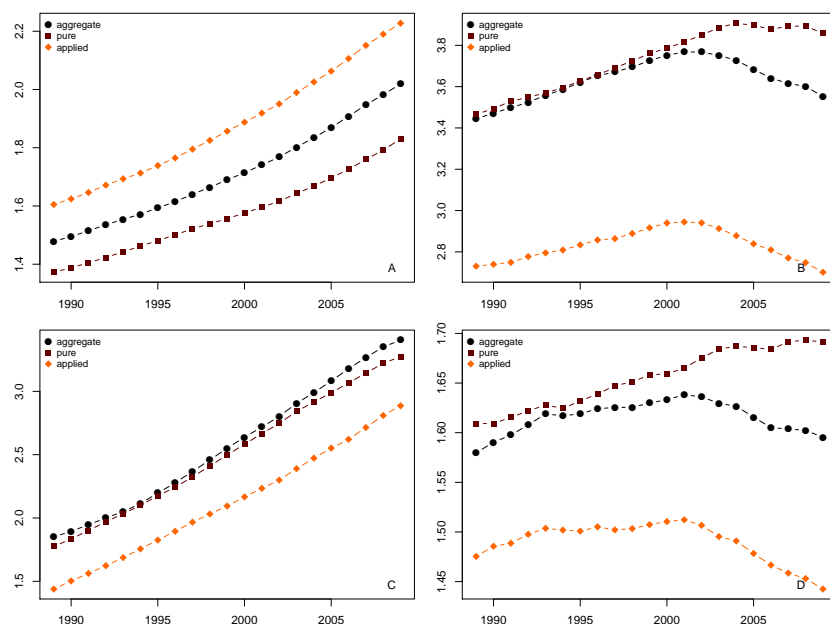 aggregate
pure
applied
1.4 1.6 1.8 2.0 2.2
1990 1995 2000 2005
A
aggregate
pure
applied
2.8 3.0 3.2 3.4 3.6 3.8
1990 1995 2000 2005
B
aggregate
pure
applied
1.5 2.0 2.5 3.0
1990 1995 2000 2005
C
aggregate
pure
applied
1.45 1.50 1.55 1.60 1.65 1.70
1990 1995 2000 2005
D